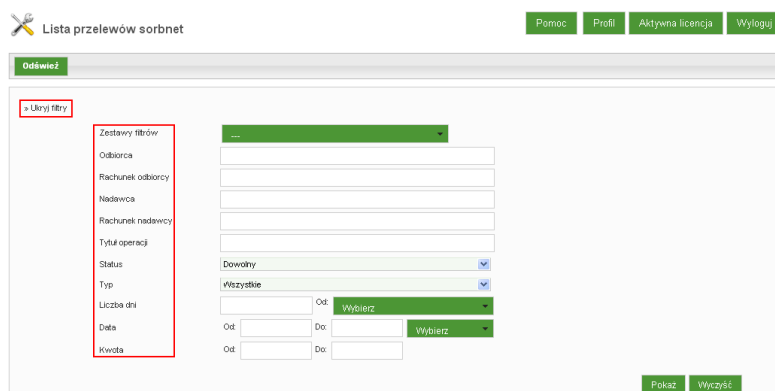 Lista przelewów sorbnet
Pomoc Profil Aktywna licencja Wyloguj
Odśwież
» Ukryj filtry
Zestawy filtrów ---
Odbiorca
Rachunek odbiorcy
Nadawca
Rachunek nadawcy
Tytuł operacji
Status Dowolny
Typ Wszystkie
Liczba dni Od: Wybierz
Data Od: Do: Wybierz
Kwota Od: Do:
Pokaż Wyczyść